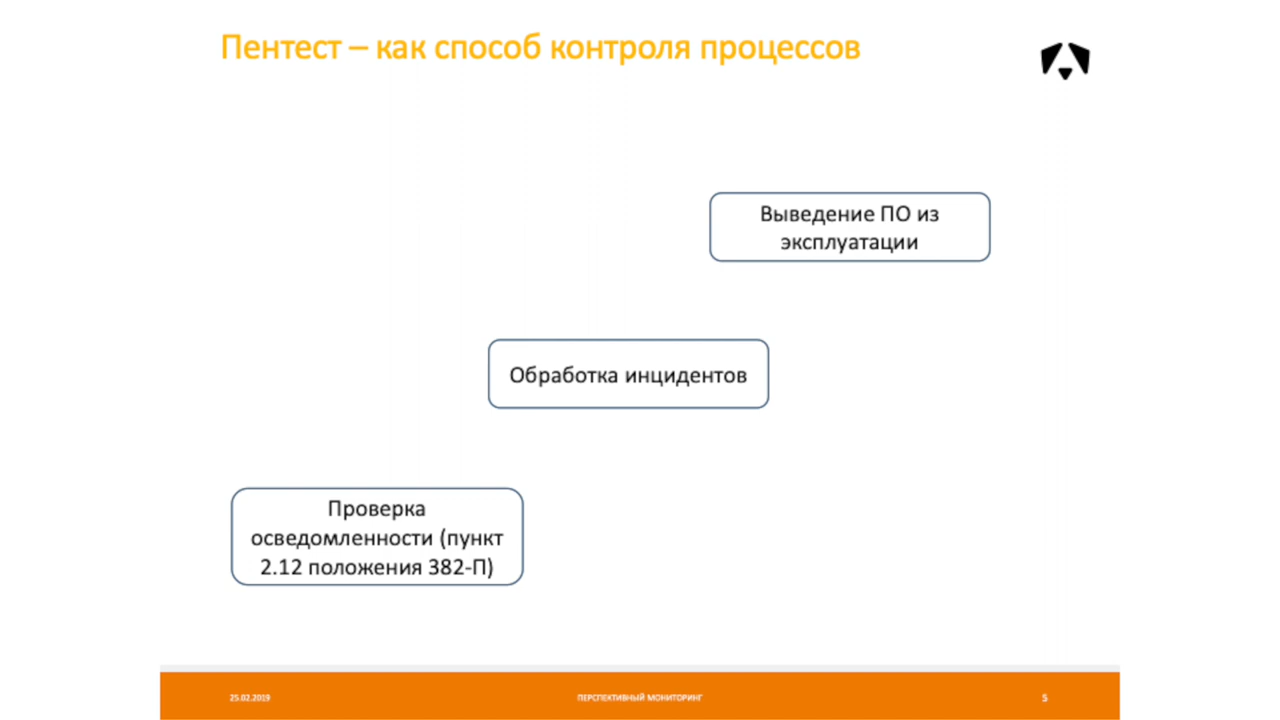 Пентест – как способ контроля процессов
Выведение ПО из
эксплуатации
Обработка инцидентов
Проверка
осведомленности (пункт
2.12 положения 382-П)
25.02.2019
ПЕРСПЕКТИВНЫЙ МОНИТОРИНГ
5